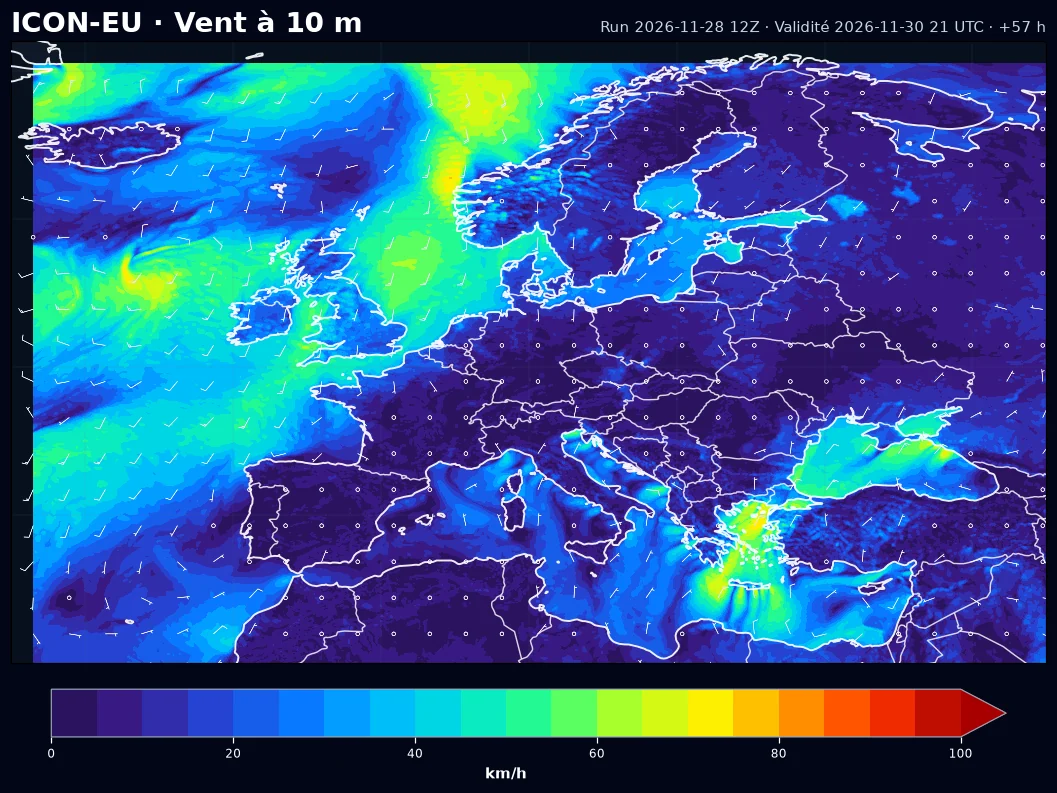 ICON-EU · Vent à 10 m
Run 2026-11-28 12Z · Validité 2026-11-30 21 UTC · +57 h
0 20 40 60 80 100
km/h